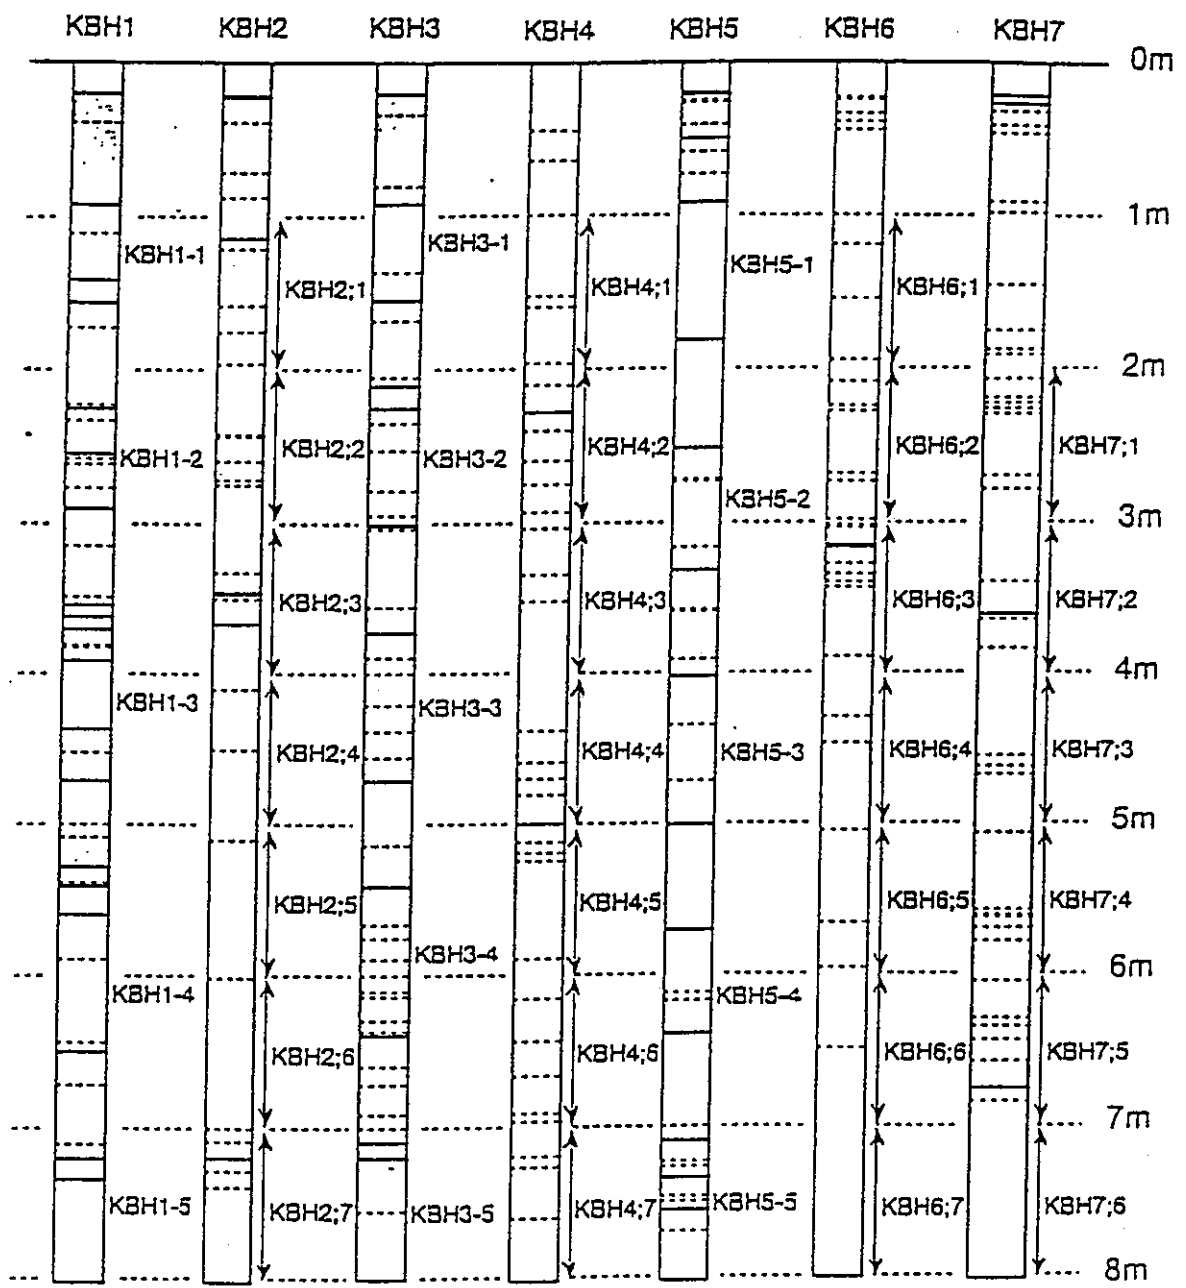 KBH1 KBH2 KBH3 KBH4 KBH5 KBH6 KBH7
0m
1m
KBH1-1 KBH2;1 KBH3-1 KBH4;1 KBH5-1 KBH6;1
2m
KBH1-2 KBH2;2 KBH3-2 KBH4;2 KBH5-2 KBH6;2 KBH7;1
3m
KBH2;3 KBH4;3 KBH6;3 KBH7;2
4m
KBH1-3 KBH2;4 KBH3-3 KBH4;4 KBH5-3 KBH6;4 KBH7;3
5m
KBH2;5 KBH3-4 KBH4;5 KBH6;5 KBH7;4
6m
KBH1-4 KBH2;6 KBH4;6 KBH5-4 KBH6;6 KBH7;5
7m
KBH1-5 KBH2;7 KBH3-5 KBH4;7 KBH5-5 KBH6;7 KBH7;6
8m